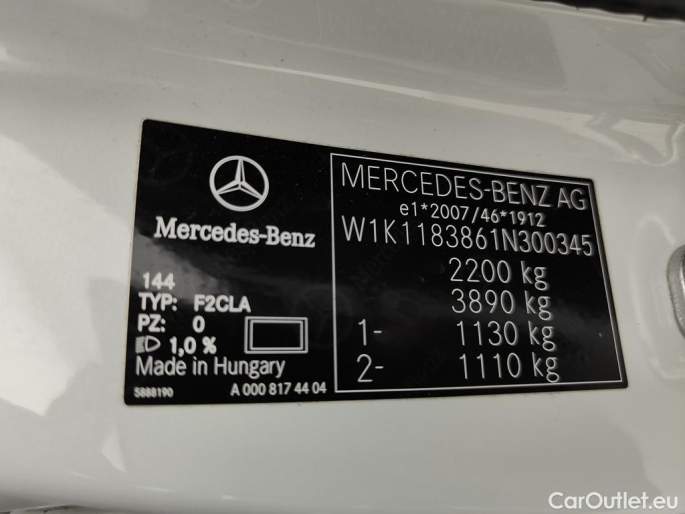 Mercedes-Benz
144
TYP: F2CLA
PZ: 0
1,0 %
Made in Hungary
5888190 A 000 817 44 04
MERCEDES-BENZ AG
e1*2007/46*1912
W1K1183861N300345
2200 kg
3890 kg
1- 1130 kg
2- 1110 kg
CarOutlet.eu